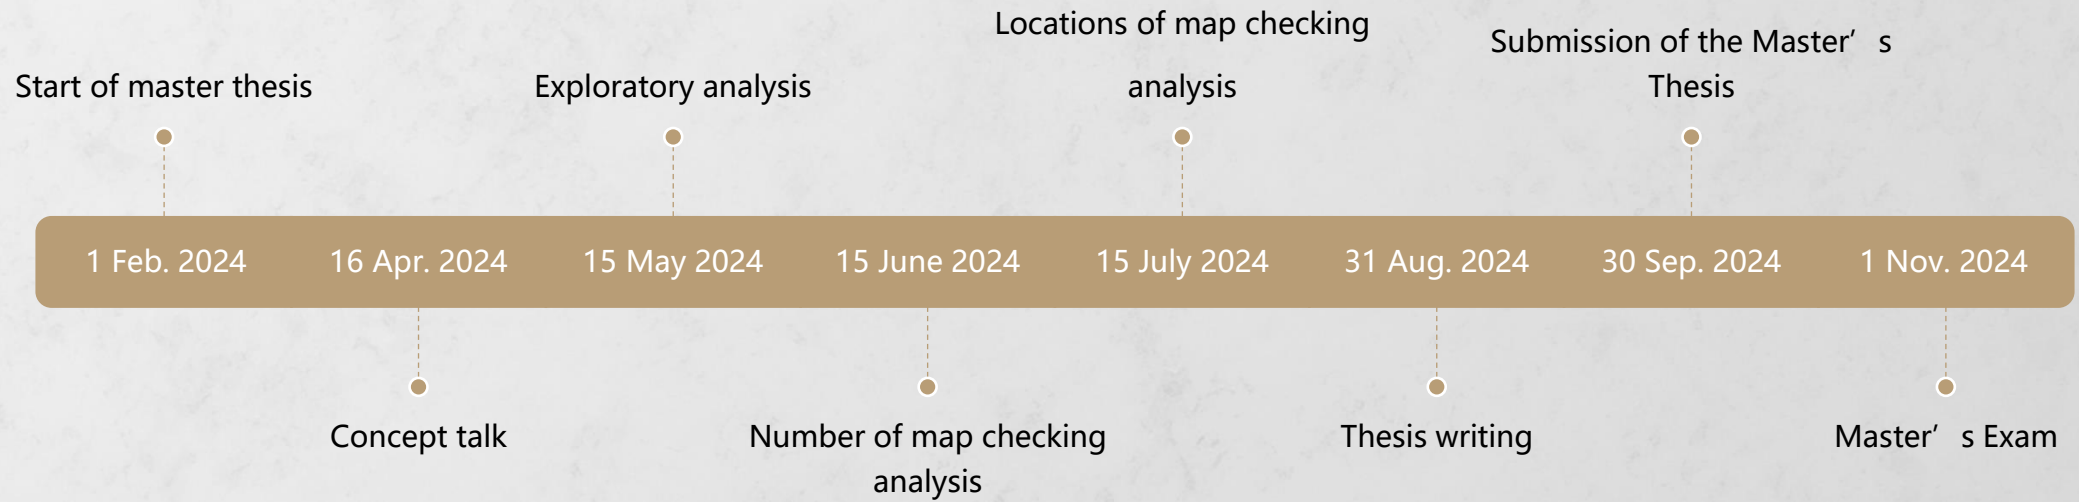 Locations of map checking
analysis
Submission of the Master’s
Thesis
Start of master thesis
Exploratory analysis
1 Feb. 2024
16 Apr. 2024
15 May 2024
15 June 2024
15 July 2024
31 Aug. 2024
30 Sep. 2024
1 Nov. 2024
Concept talk
Number of map checking
analysis
Thesis writing
Master’s Exam